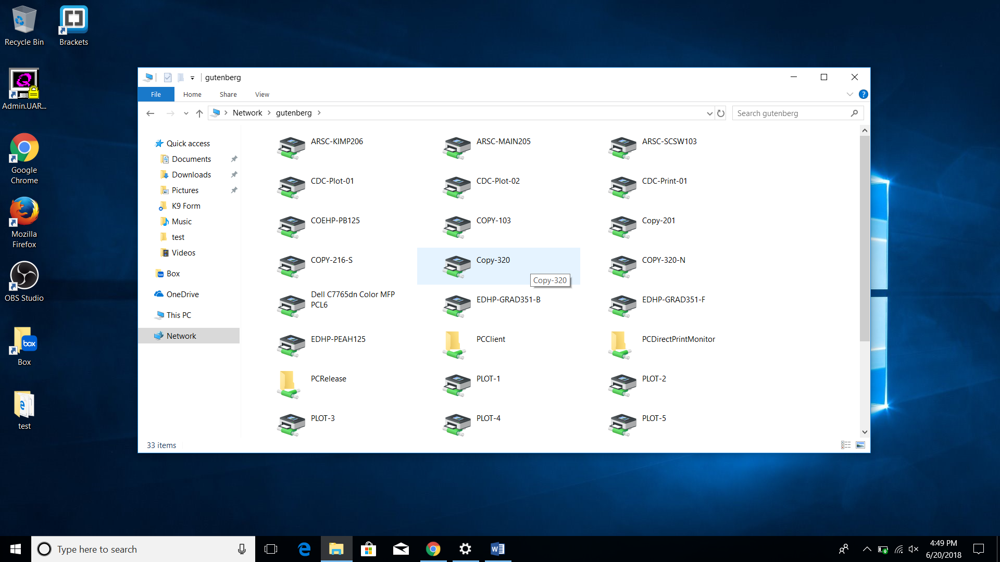 Recycle Bin
Brackets
Admin.UAR...
Google
Chrome
Mozilla
Firefox
OBS Studio
box
Box
test
gutenberg
File
Home
Share
View
?
Network
gutenberg
Search gutenberg
Quick access
Documents
Downloads
Pictures
K9 Form
Music
test
Videos
Box
OneDrive
This PC
Network
ARSC-KIMP206
ARSC-MAIN205
ARSC-SCSW103
CDC-Plot-01
CDC-Plot-02
CDC-Print-01
COEHP-PB125
COPY-103
Copy-201
COPY-216-S
Copy-320
COPY-320-N
Copy-320
Dell C7765dn Color MFP
PCL6
EDHP-GRAD351-B
EDHP-GRAD351-F
EDHP-PEAH125
PCClient
PCDirectPrintMonitor
PCRelease
PLOT-1
PLOT-2
PLOT-3
PLOT-4
PLOT-5
33 items
Type here to search
4:49 PM
6/20/2018